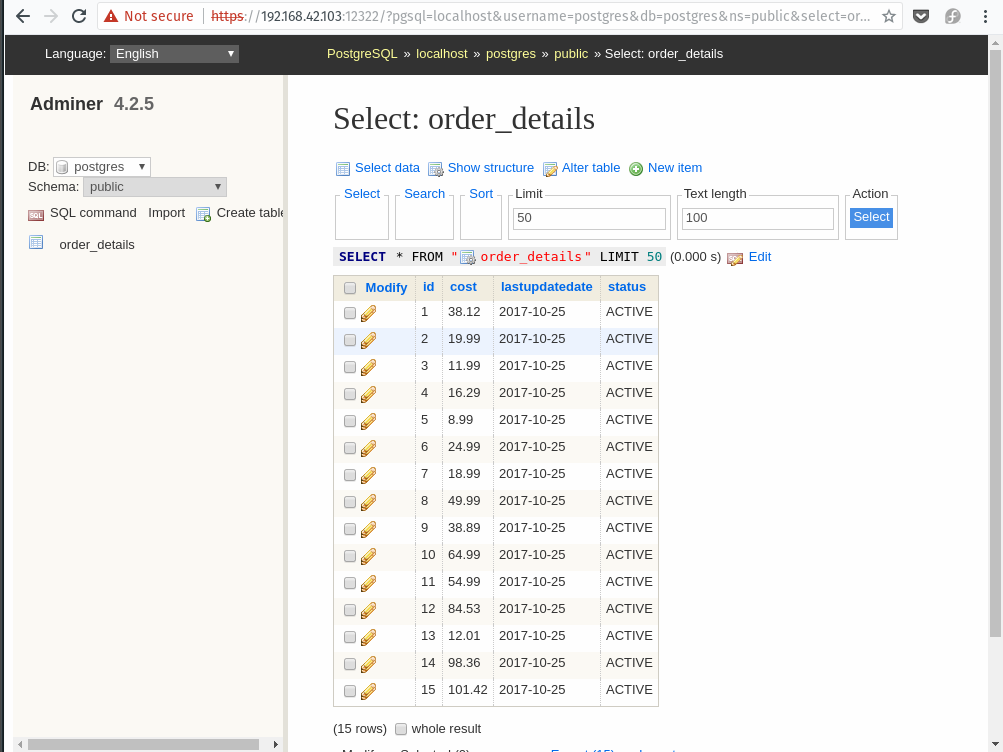 Not secure https://192.168.42.103:12322/?pgsql=localhost&username=postgres&db=postgres&ns=public&select=or...
Language: English
PostgreSQL » localhost » postgres » public » Select: order_details
Adminer 4.2.5
DB: postgres
Schema: public
SQL SQL command Import Create table
order_details
Select: order_details
Select data Show structure Alter table New item
Select Search Sort Limit Text length Action
50 100 Select
SELECT * FROM "order_details" LIMIT 50 (0.000 s) Edit
Modify id cost lastupdatedate status
1 38.12 2017-10-25 ACTIVE
2 19.99 2017-10-25 ACTIVE
3 11.99 2017-10-25 ACTIVE
4 16.29 2017-10-25 ACTIVE
5 8.99 2017-10-25 ACTIVE
6 24.99 2017-10-25 ACTIVE
7 18.99 2017-10-25 ACTIVE
8 49.99 2017-10-25 ACTIVE
9 38.89 2017-10-25 ACTIVE
10 64.99 2017-10-25 ACTIVE
11 54.99 2017-10-25 ACTIVE
12 84.53 2017-10-25 ACTIVE
13 12.01 2017-10-25 ACTIVE
14 98.36 2017-10-25 ACTIVE
15 101.42 2017-10-25 ACTIVE
(15 rows) whole result